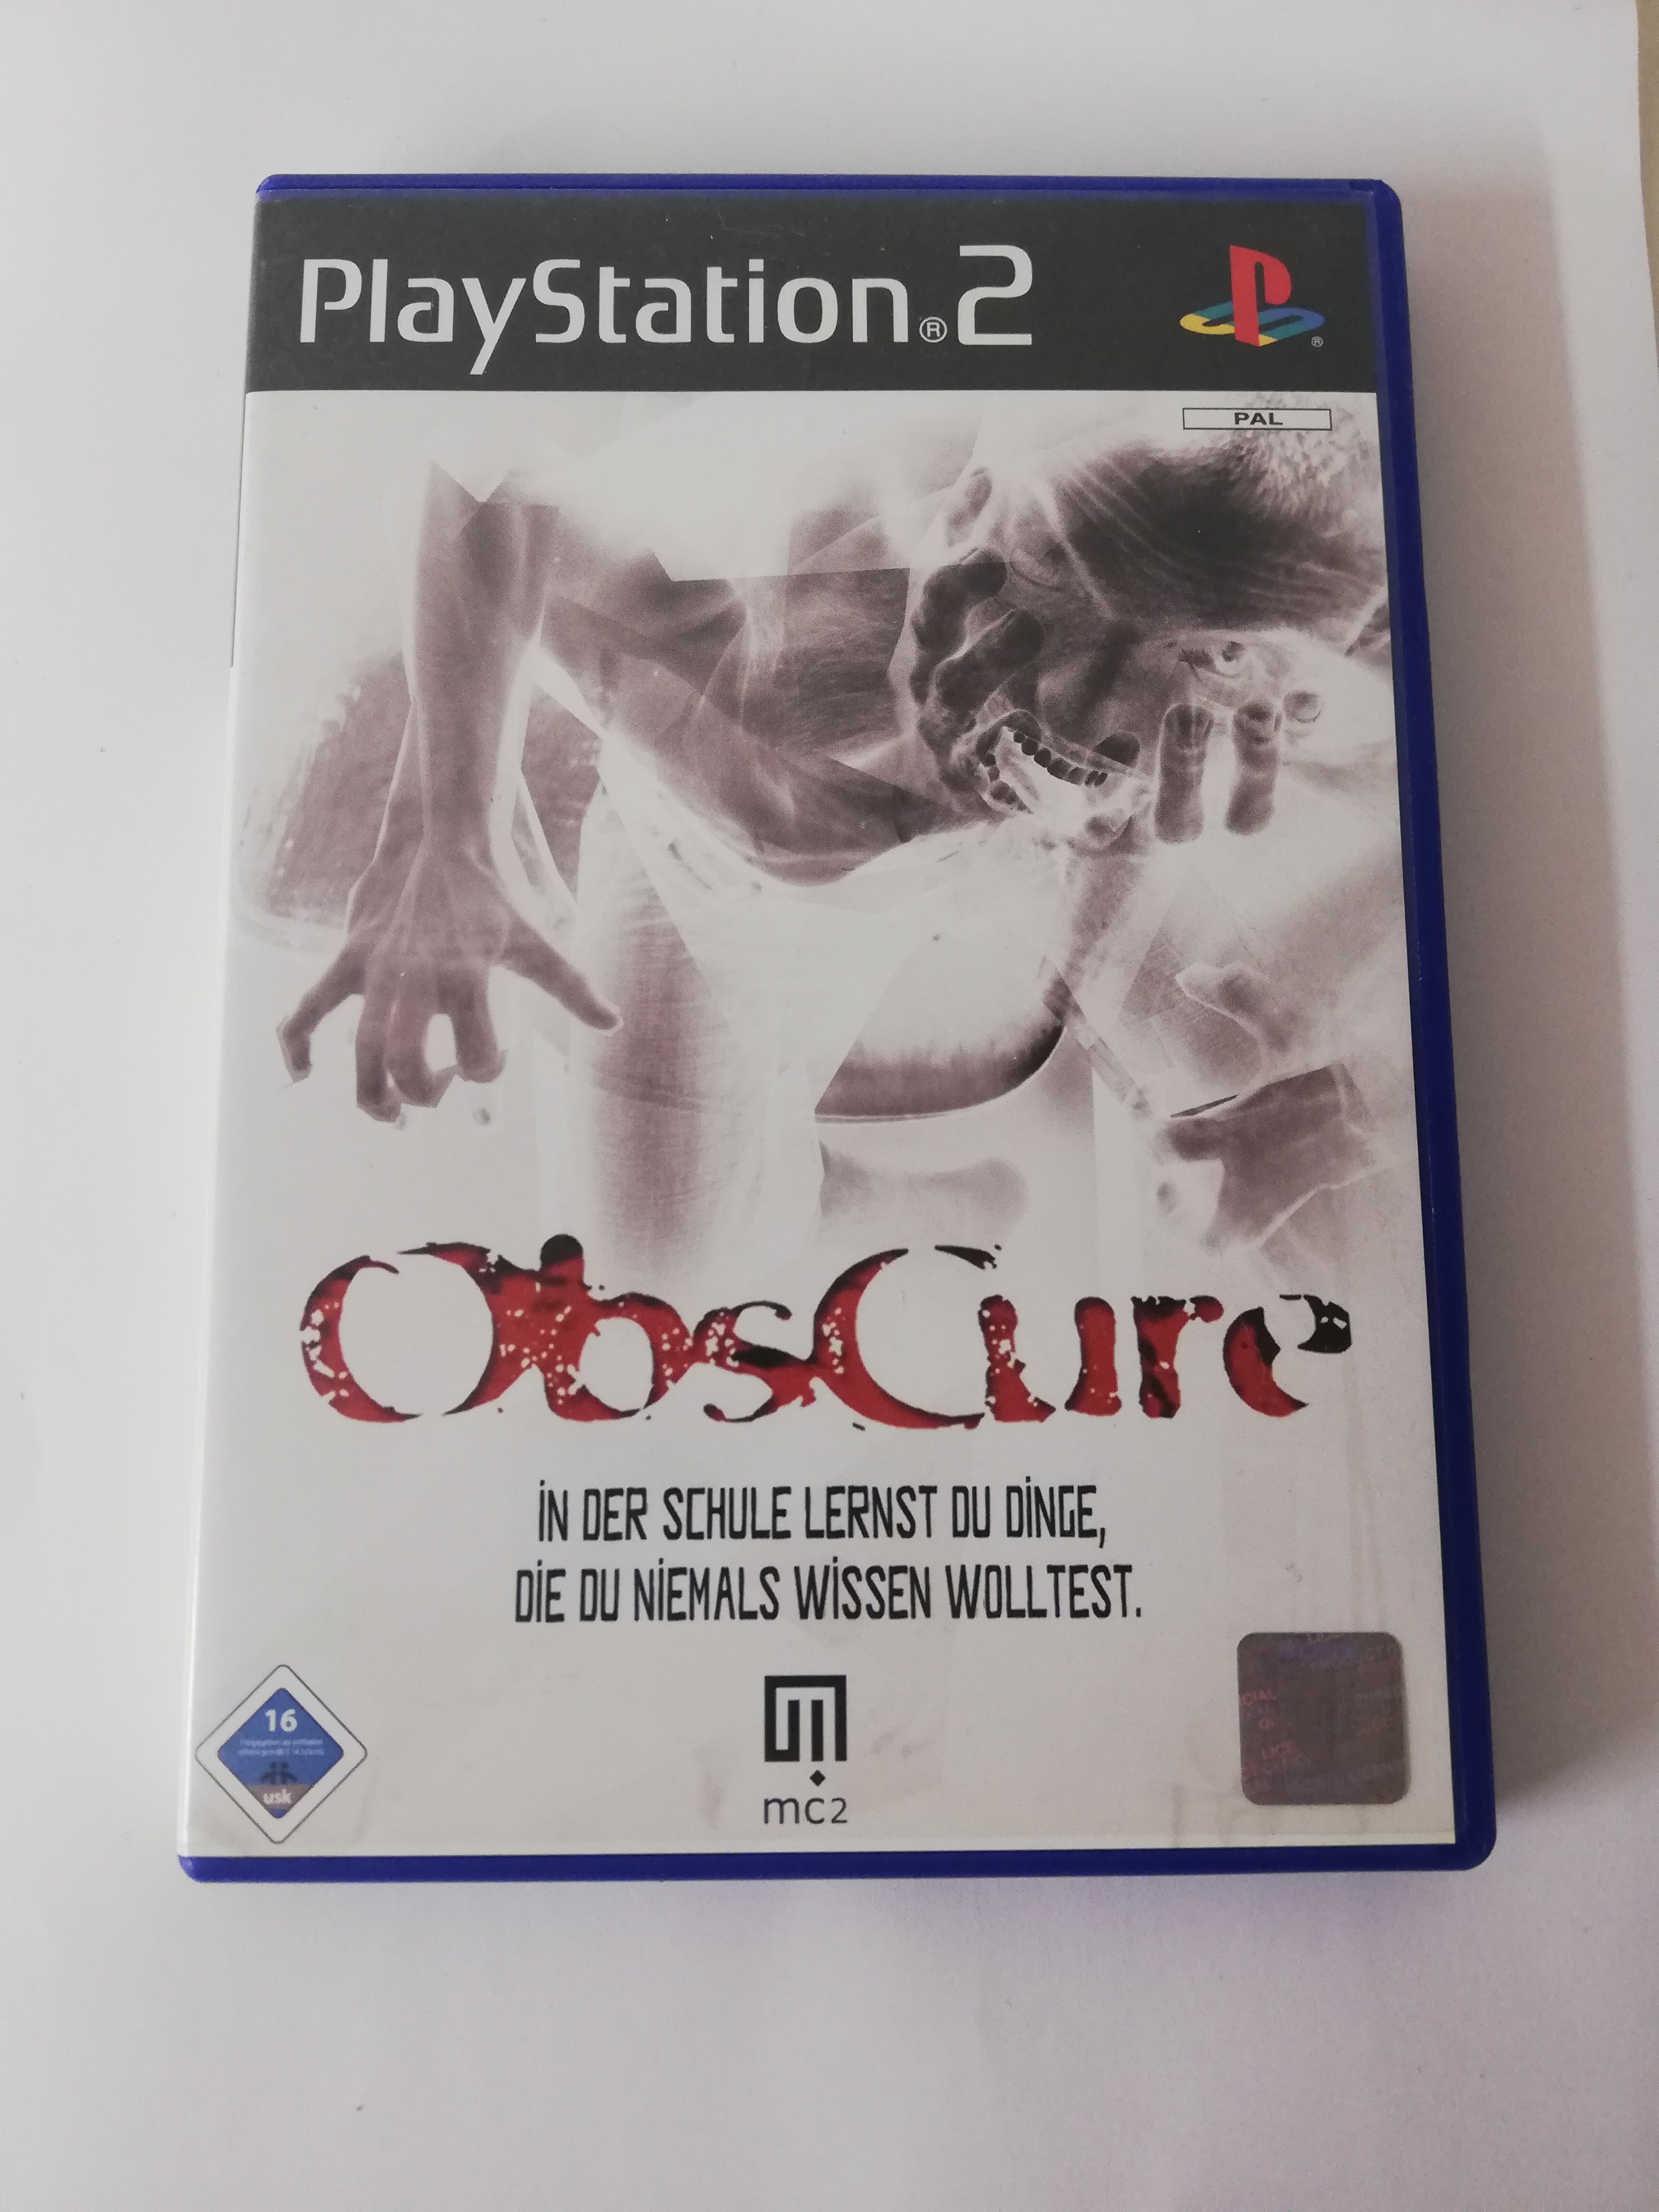 PlayStation®2
PAL
ObsCure
IN DER SCHULE LERNST DU DINGE,
DIE DU NIEMALS WISSEN WOLLTEST.
16
usk
mc2